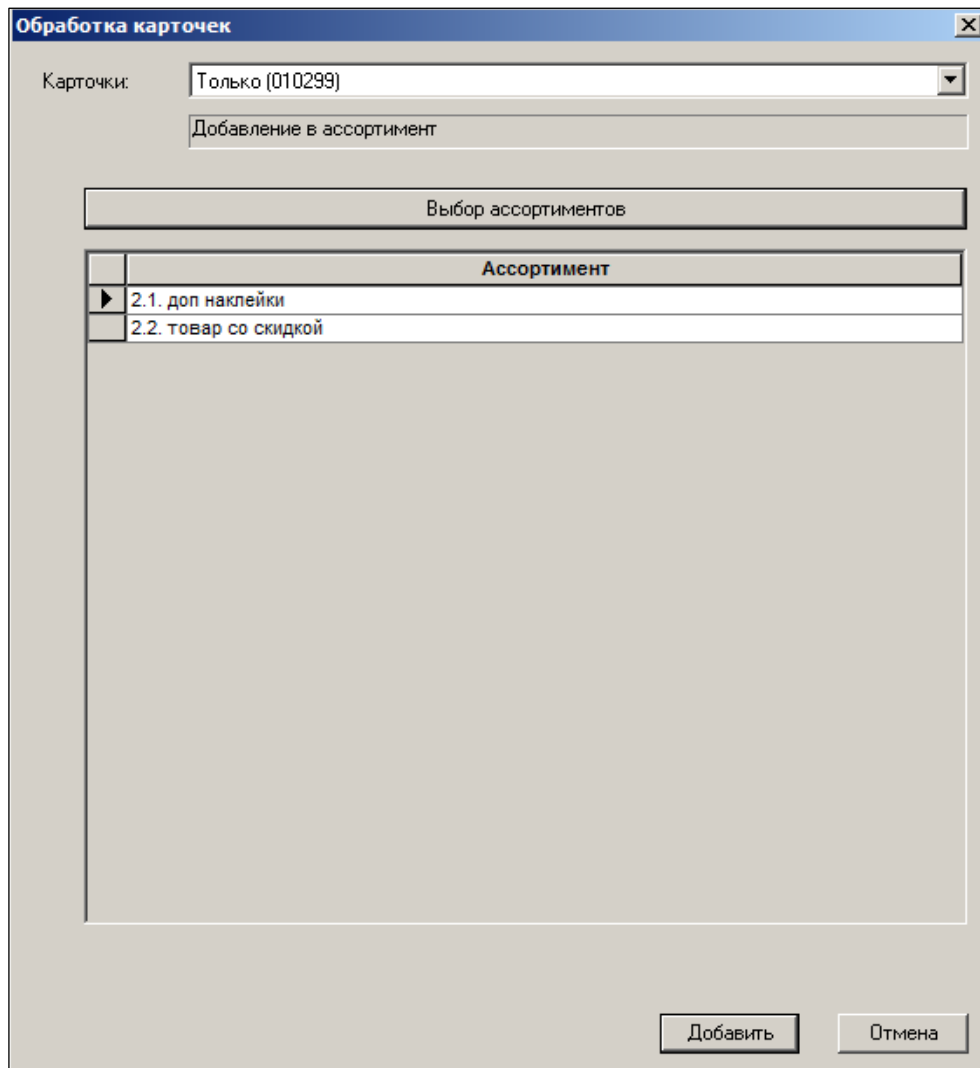 Обработка карточек
Карточки: Только (010299)
Добавление в ассортимент
Выбор ассортиментов
Ассортимент
2.1. доп наклейки
2.2. товар со скидкой
Добавить Отмена